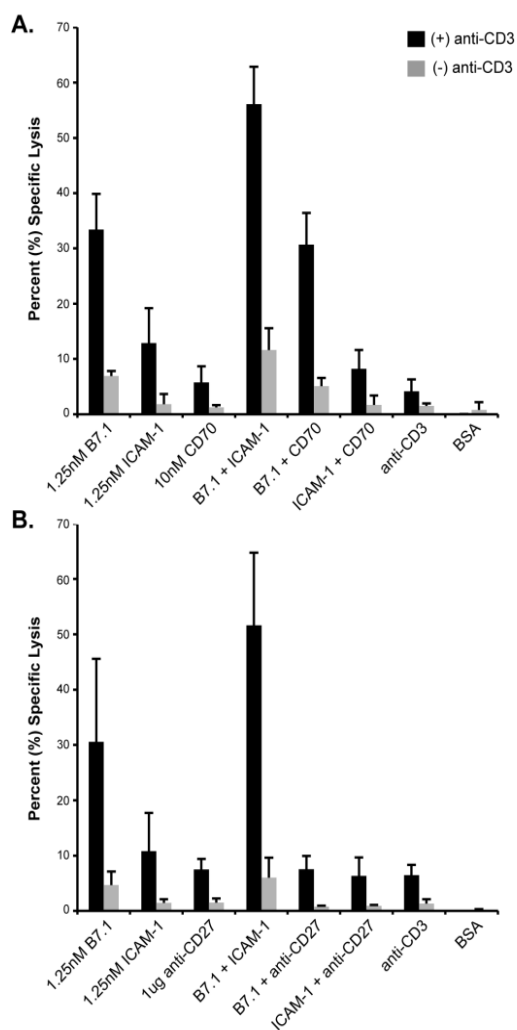 A.
(+) anti-CD3
(-) anti-CD3
Percent (%) Specific Lysis
70
60
50
40
30
20
10
0
1.25nM B7.1
1.25nM ICAM-1
10nM CD70
B7.1 + ICAM-1
B7.1 + CD70
ICAM-1 + CD70
anti-CD3
BSA
B.
Percent (%) Specific Lysis
70
60
50
40
30
20
10
0
1.25nM B7.1
1.25nM ICAM-1
1ug anti-CD27
B7.1 + ICAM-1
B7.1 + anti-CD27
ICAM-1 + anti-CD27
anti-CD3
BSA